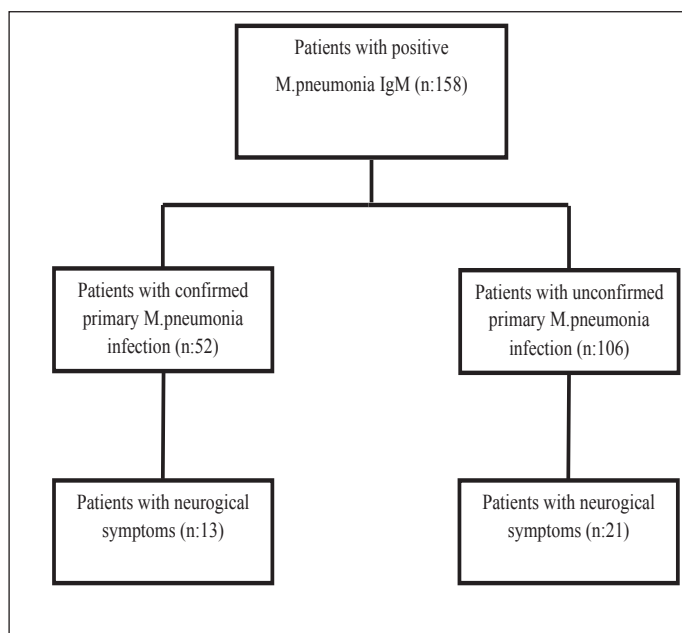 Patients with positive
M.pneumonia IgM (n:158)
Patients with confirmed
primary M.pneumonia
infection (n:52)
Patients with unconfirmed
primary M.pneumonia
infection (n:106)
Patients with neurogical
symptoms (n:13)
Patients with neurogical
symptoms (n:21)